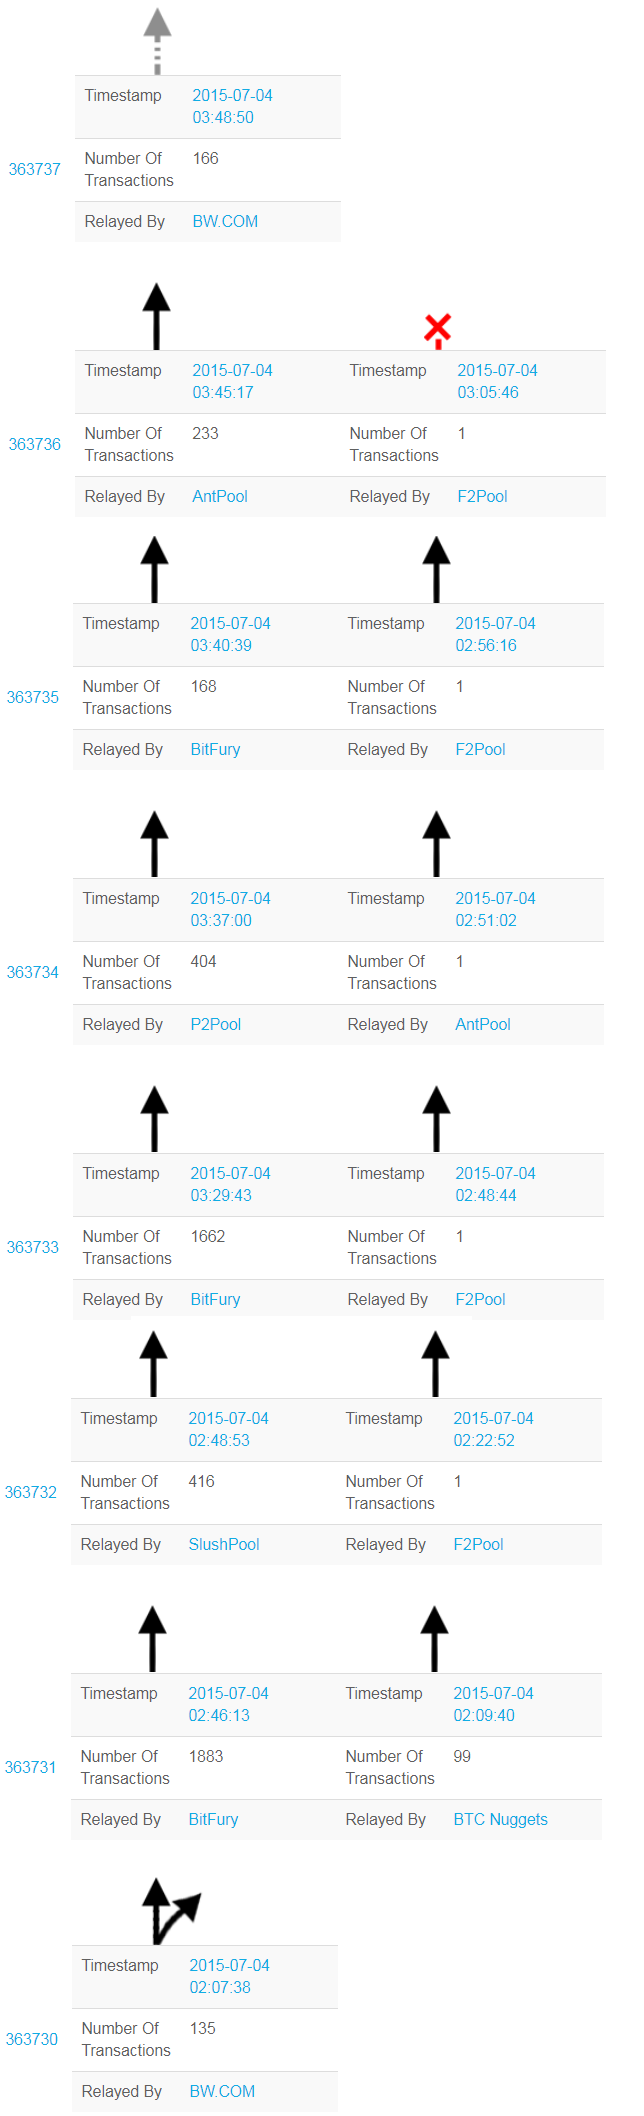 Timestamp 2015-07-04
03:48:50
363737 Number Of 166
Transactions
Relayed By BW.COM
Timestamp 2015-07-04 Timestamp 2015-07-04
03:45:17 03:05:46
363736 Number Of 233 Number Of 1
Transactions Transactions
Relayed By AntPool Relayed By F2Pool
Timestamp 2015-07-04 Timestamp 2015-07-04
03:40:39 02:56:16
363735 Number Of 168 Number Of 1
Transactions Transactions
Relayed By BitFury Relayed By F2Pool
Timestamp 2015-07-04 Timestamp 2015-07-04
03:37:00 02:51:02
363734 Number Of 404 Number Of 1
Transactions Transactions
Relayed By P2Pool Relayed By AntPool
Timestamp 2015-07-04 Timestamp 2015-07-04
03:29:43 02:48:44
363733 Number Of 1662 Number Of 1
Transactions Transactions
Relayed By BitFury Relayed By F2Pool
Timestamp 2015-07-04 Timestamp 2015-07-04
02:48:53 02:22:52
363732 Number Of 416 Number Of 1
Transactions Transactions
Relayed By SlushPool Relayed By F2Pool
Timestamp 2015-07-04 Timestamp 2015-07-04
02:46:13 02:09:40
363731 Number Of 1883 Number Of 99
Transactions Transactions
Relayed By BitFury Relayed By BTC Nuggets
Timestamp 2015-07-04
02:07:38
363730 Number Of 135
Transactions
Relayed By BW.COM